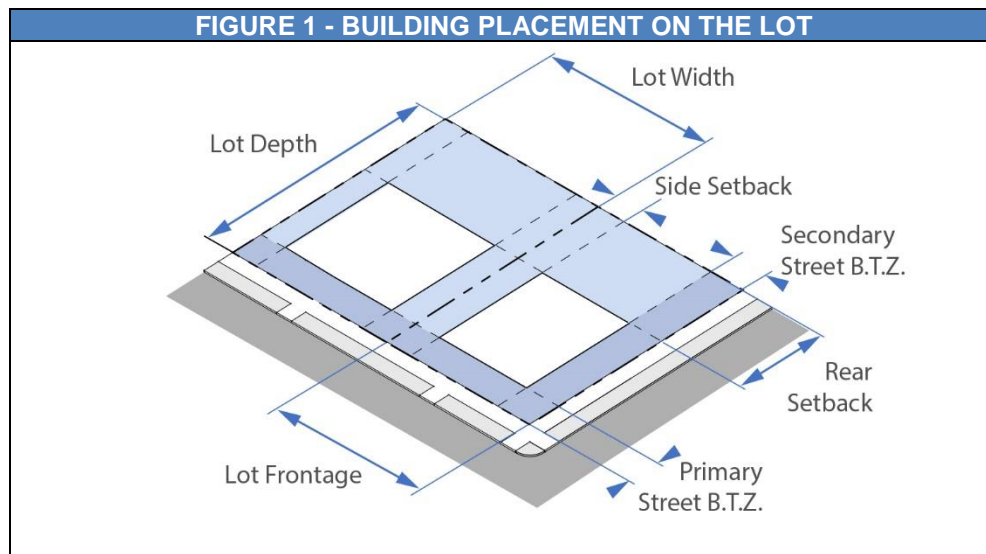 FIGURE 1 - BUILDING PLACEMENT ON THE LOT
Lot Width
Lot Depth
Side Setback
Secondary
Street B.T.Z.
Rear
Setback
Lot Frontage
Primary
Street B.T.Z.